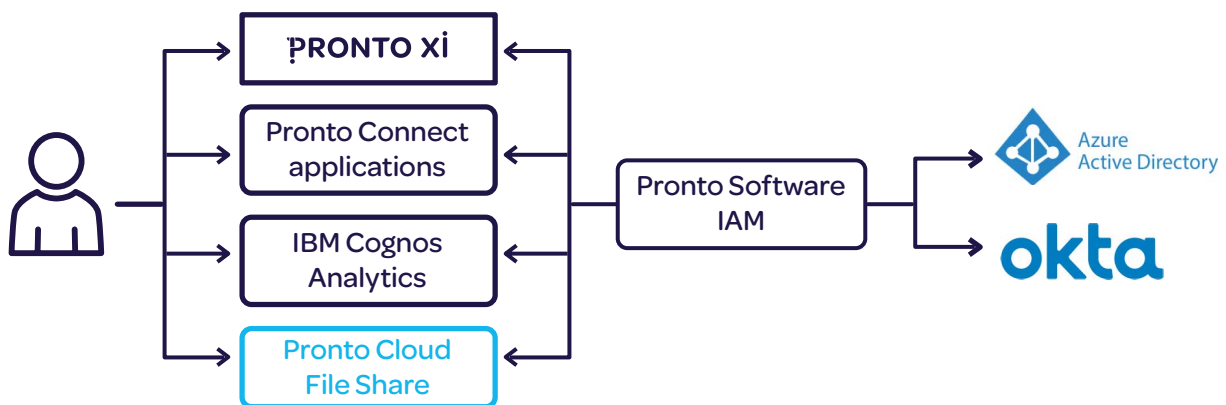 PRONTO Xi
Pronto Connect
applications
IBM Cognos
Analytics
Pronto Cloud
File Share
Pronto Software
IAM
Azure
Active Directory
okta